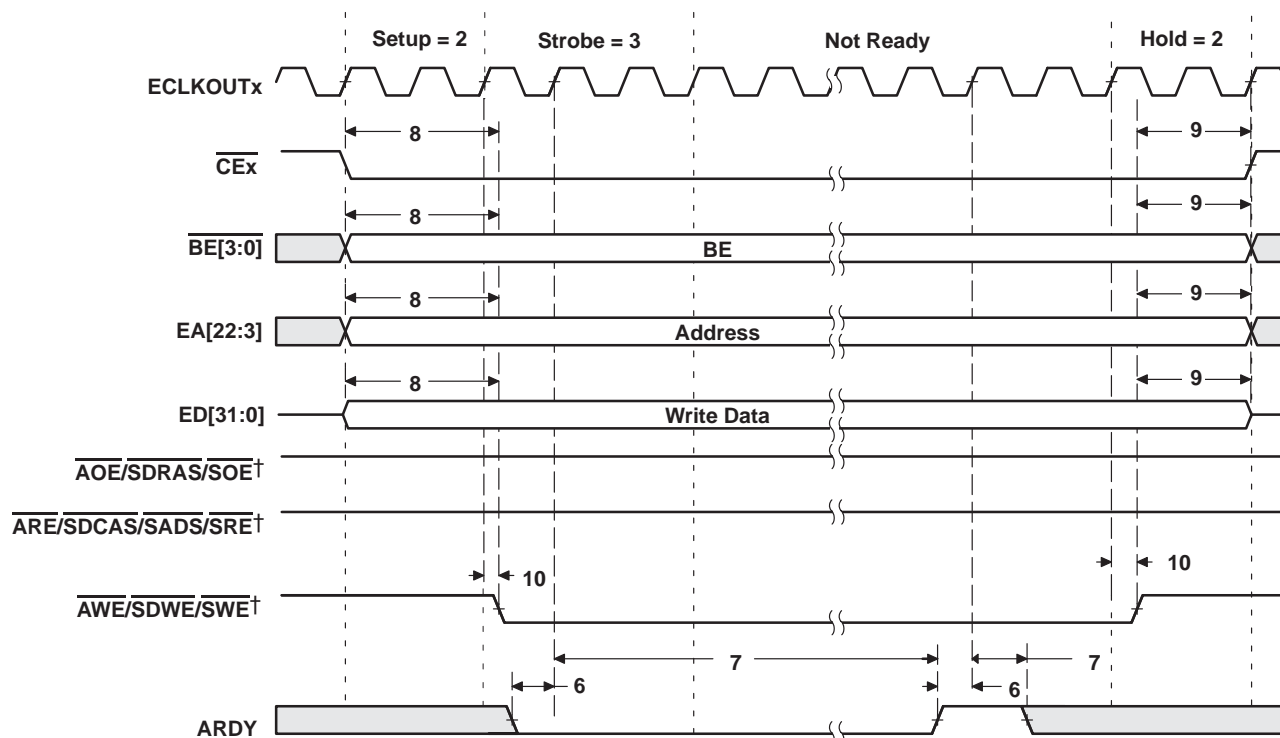 Setup = 2 Strobe = 3 Not Ready Hold = 2
ECLKOUTx
8 9
CEx
8 9
BE[3:0] BE
8 9
EA[22:3] Address
8 9
ED[31:0] Write Data
AOE/SDRAS/SOE†
ARE/SDCAS/SADS/SRE†
10 10
AWE/SDWE/SWE†
7 7
6 6
ARDY